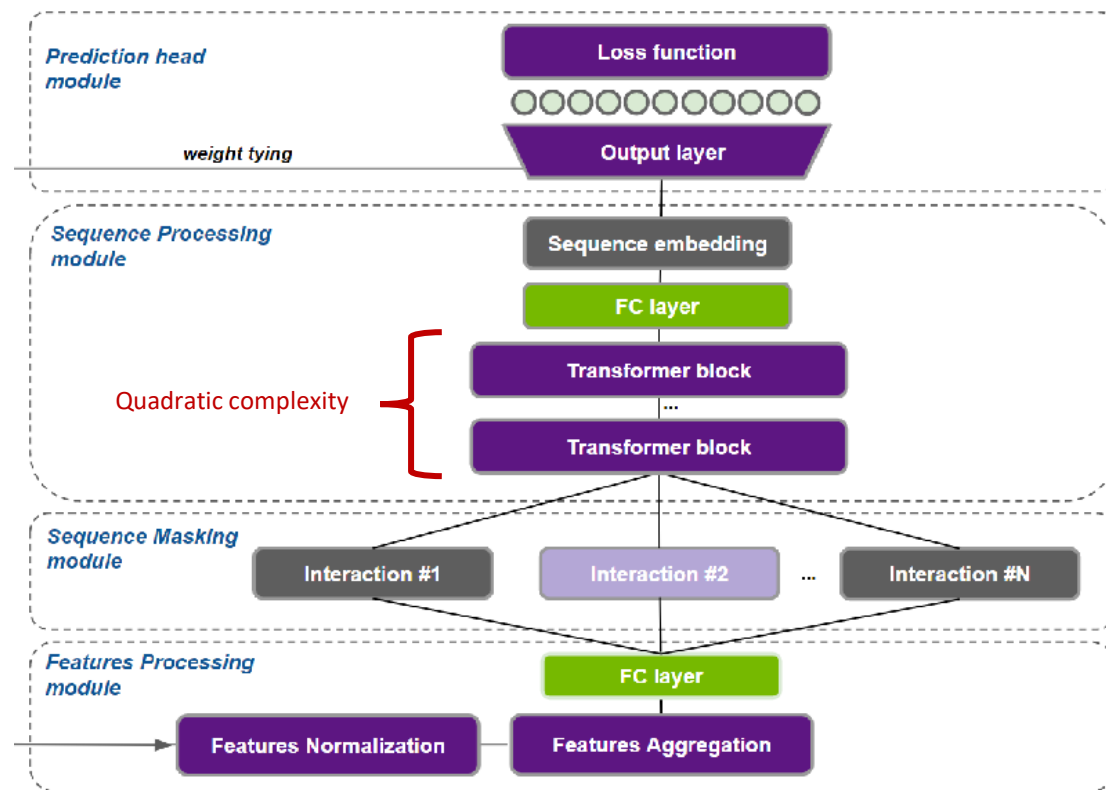 Prediction head
module
Loss function
weight tying
Output layer
Sequence Processing
module
Sequence embedding
FC layer
Transformer block
...
Quadratic complexity
Transformer block
Sequence Masking
module
Interaction #1
Interaction #2
...
Interaction #N
Features Processing
module
FC layer
Features Normalization
Features Aggregation